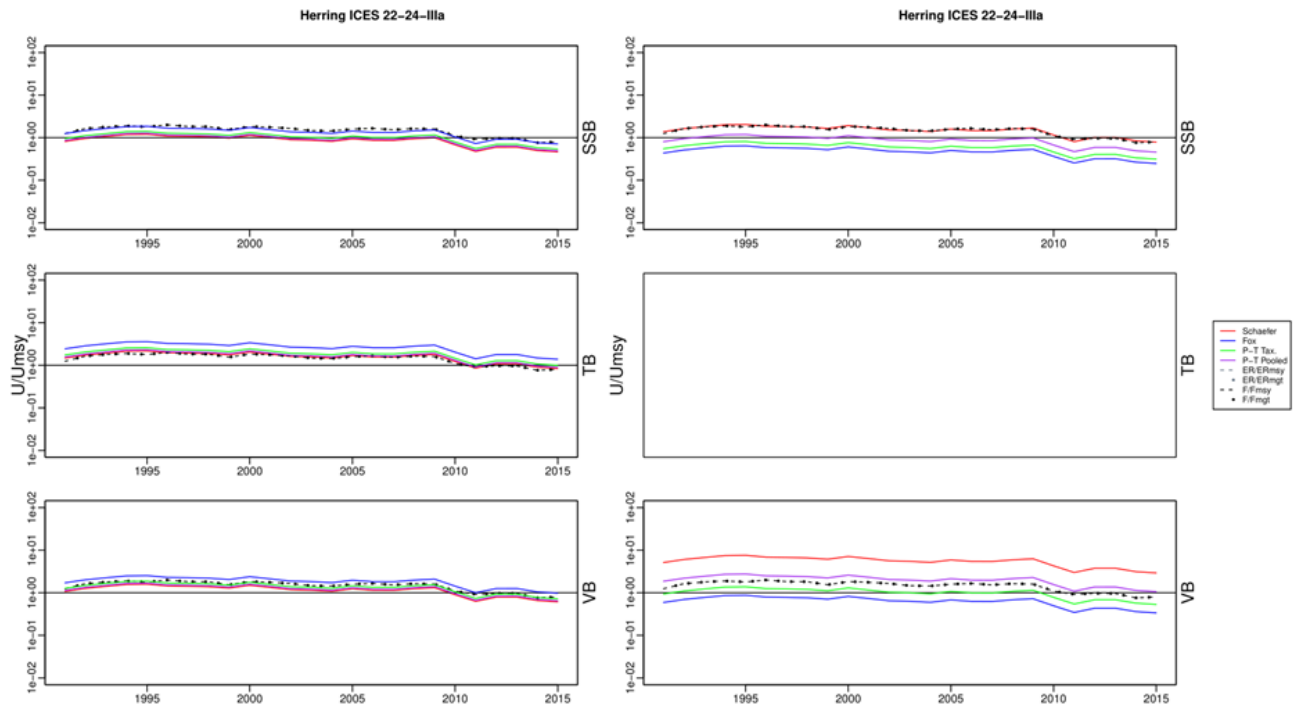 Herring ICES 22−24−IIIa
Herring ICES 22−24−IIIa
1e+02
1e+01
1e+00
1e−01
1e−02
SSB
1995 2000 2005 2010 2015
1e+02
1e+01
1e+00
1e−01
1e−02
SSB
1995 2000 2005 2010 2015
U/Umsy
1e+02
1e+01
1e+00
1e−01
1e−02
TB
1995 2000 2005 2010 2015
U/Umsy
TB
Schaefer
Fox
P−T Tax.
P−T Pooled
ER/ERmsy
ER/ERmgt
F/Fmsy
F/Fmgt
1e+02
1e+01
1e+00
1e−01
1e−02
VB
1995 2000 2005 2010 2015
1e+02
1e+01
1e+00
1e−01
1e−02
VB
1995 2000 2005 2010 2015